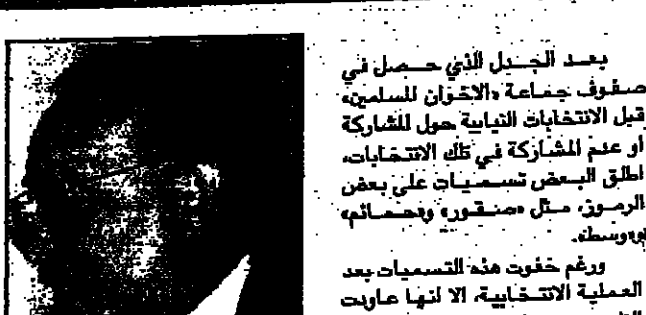 بعد الجدل الذي حصل في
صفوف جماعة «الاخوان المسلمين»
قبل الانتخابات النيابية حول المشاركة
أو عدم المشاركة في تلك الانتخابات،
اطلق البعض تسميات على بعض
الرموز، مثل «صقور» و«حمائم»
و«وسط».
ورغم خفوت هذه التسميات بعد
العملية الانتخابية، الا انها عاودت